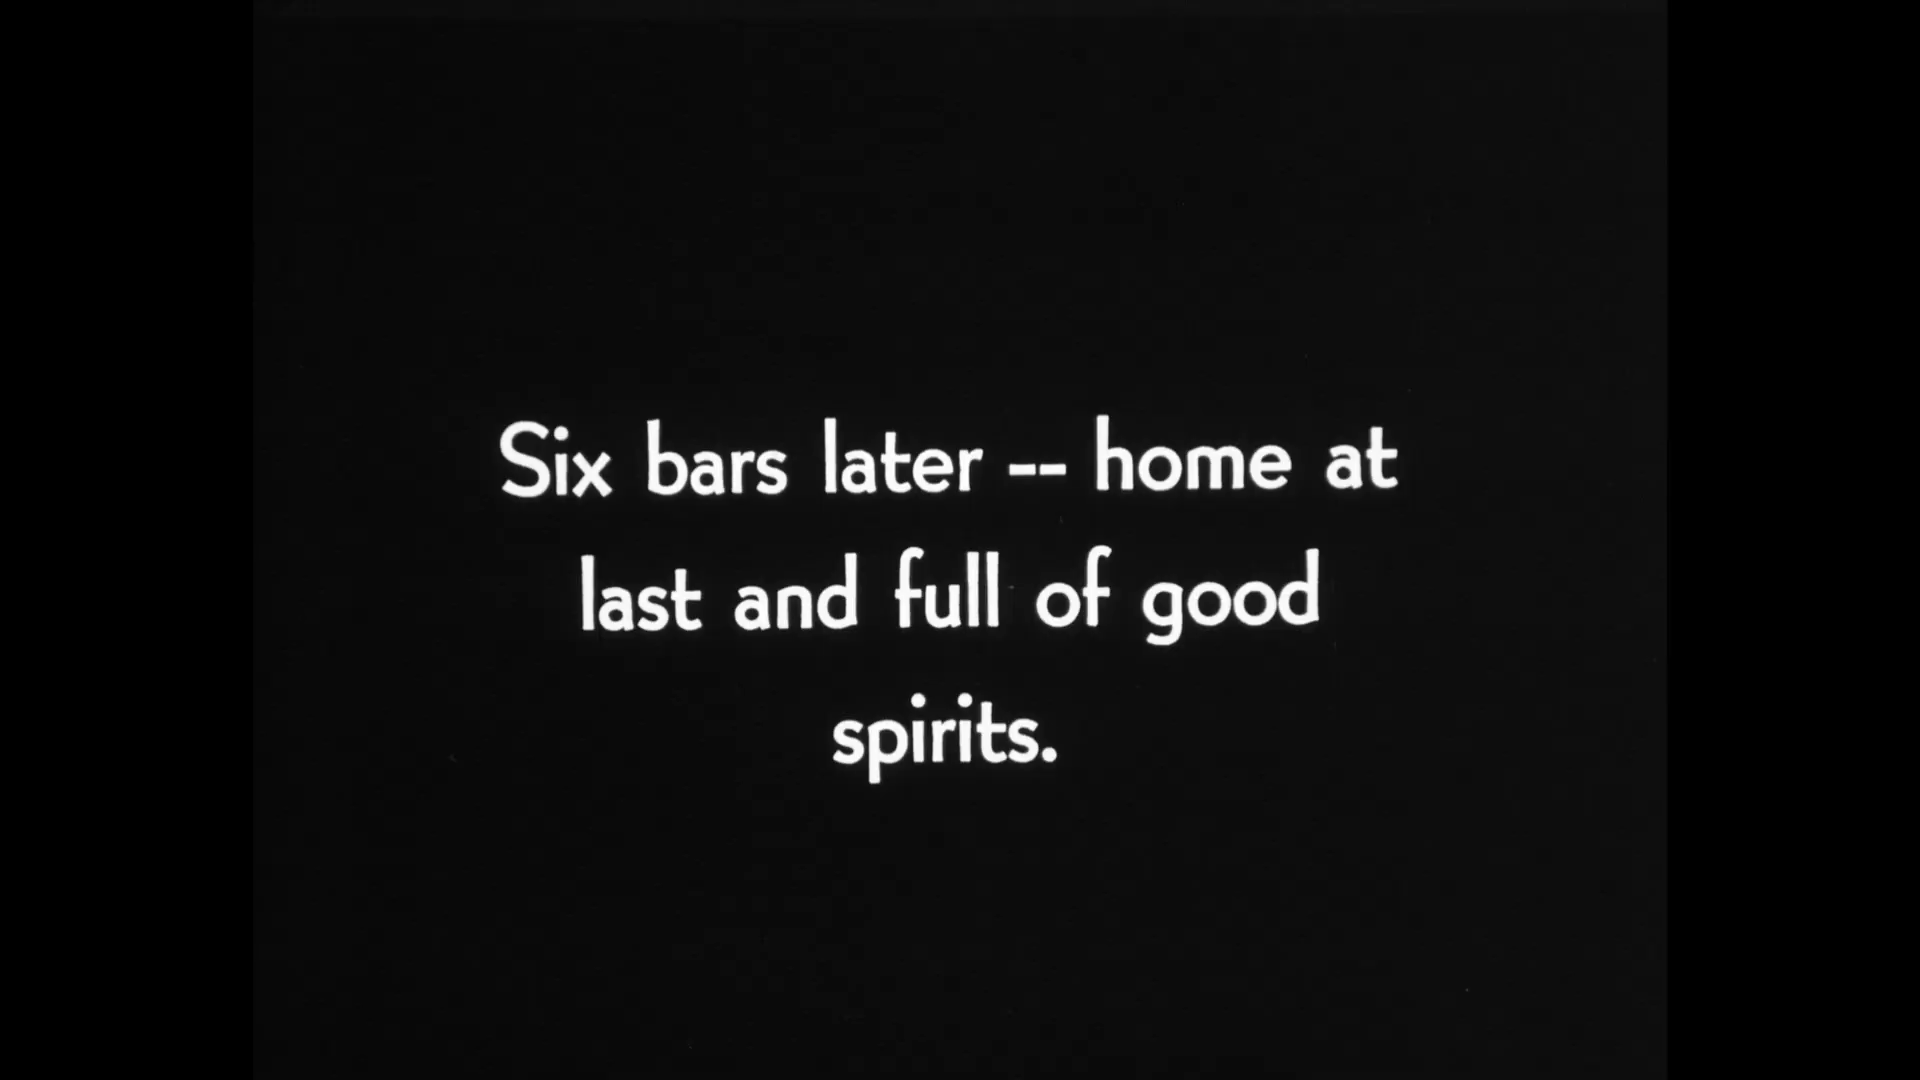 Six bars later -- home at
last and full of good
spirits.